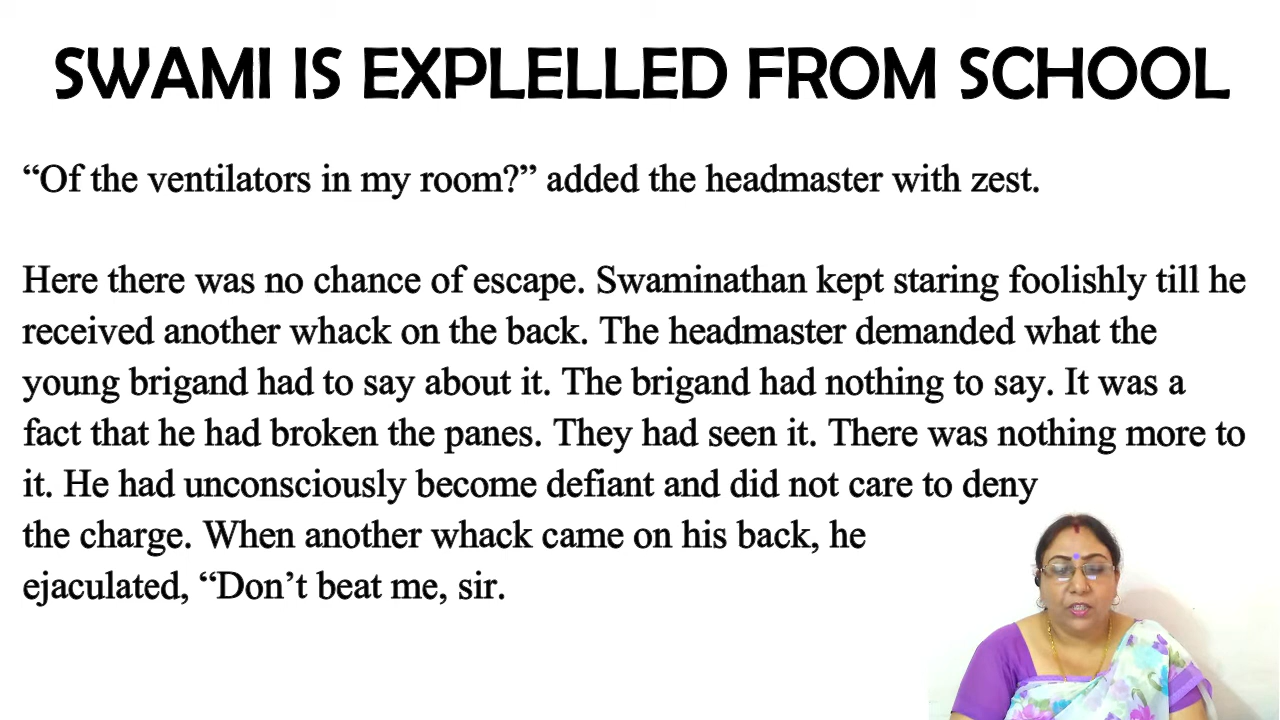 SWAMI IS EXPLELLED FROM SCHOOL
“Of the ventilators in my room?” added the headmaster with zest.
Here there was no chance of escape. Swaminathan kept staring foolishly till he
received another whack on the back. The headmaster demanded what the
young brigand had to say about it. The brigand had nothing to say. It was a
fact that he had broken the panes. They had seen it. There was nothing more to
it. He had unconsciously become defiant and did not care to deny
the charge. When another whack came on his back, he
ejaculated, “Don’t beat me, sir.